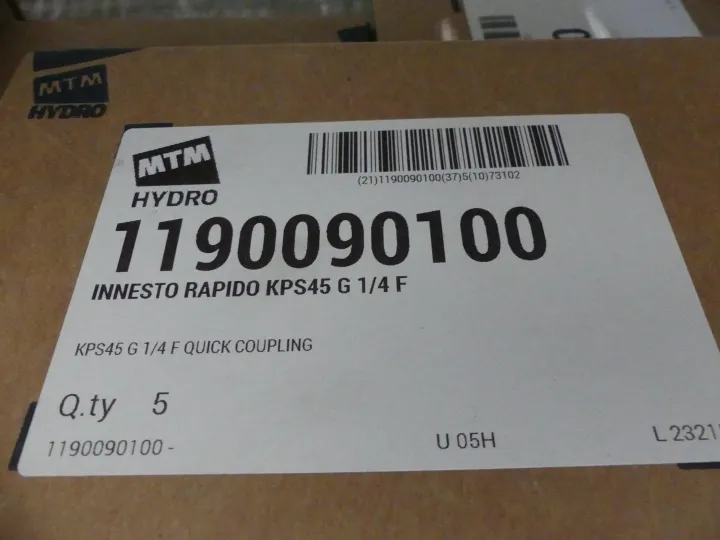 MTM
HYDRO
MTM
HYDRO
(21)1190090100(37)5(10)73102
1190090100
INNESTO RAPIDO KPS45 G 1/4 F
KPS45 G 1/4 F QUICK COUPLING
Q.ty 5
1190090100 - U 05H L 2321